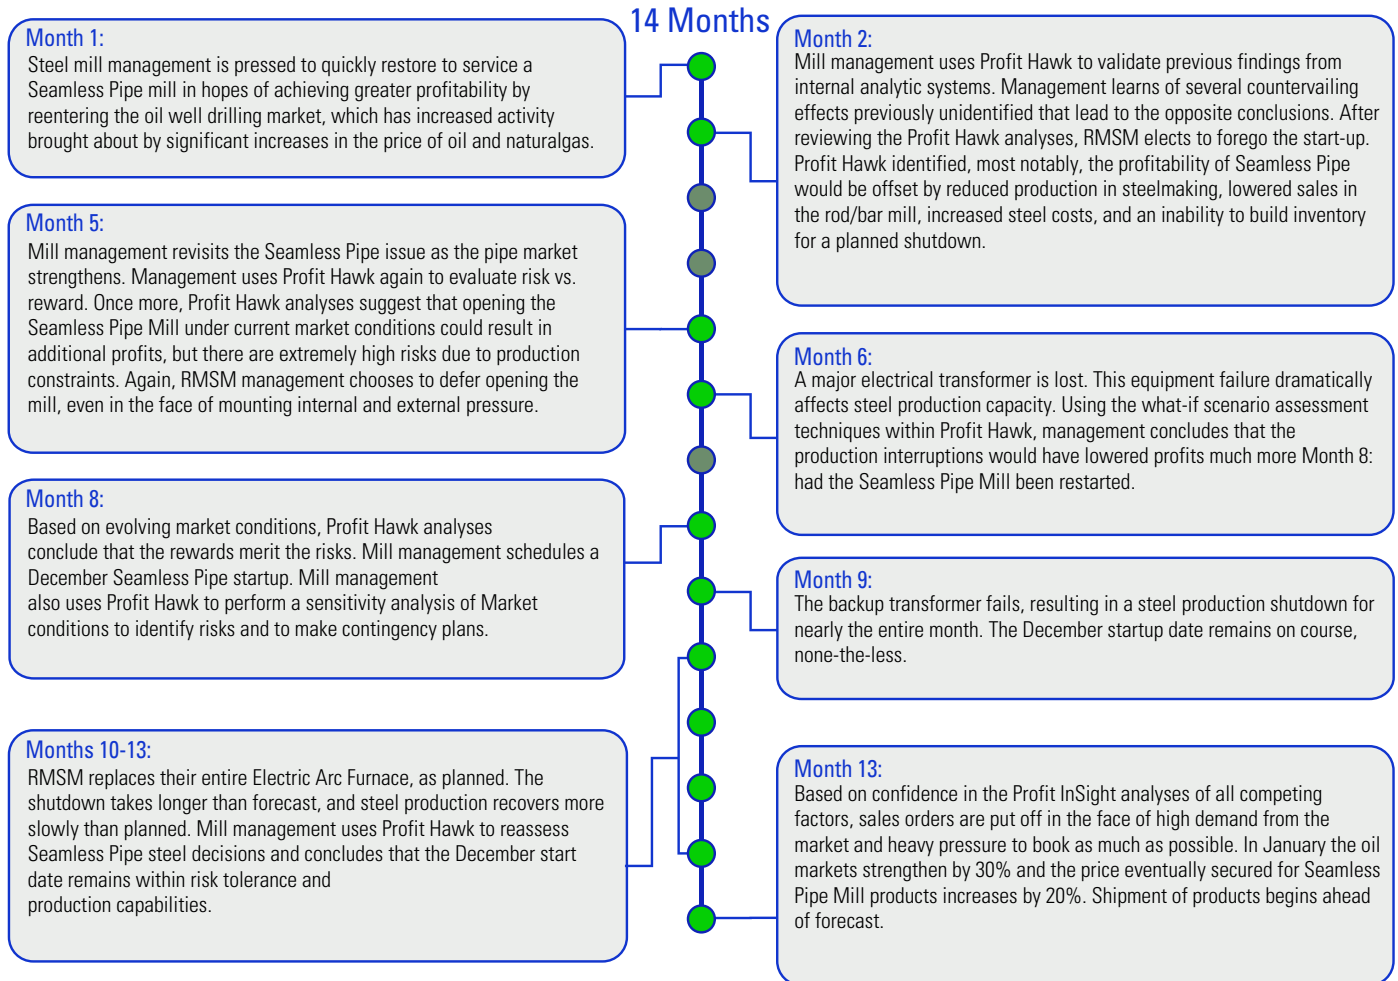 14 Months
Month 1:
Steel mill management is pressed to quickly restore to service a
Seamless Pipe mill in hopes of achieving greater profitability by
reentering the oil well drilling market, which has increased activity
brought about by significant increases in the price of oil and naturalgas.
Month 2:
Mill management uses Profit Hawk to validate previous findings from
internal analytic systems. Management learns of several countervailing
effects previously unidentified that lead to the opposite conclusions. After
reviewing the Profit Hawk analyses, RMSM elects to forego the start-up.
Profit Hawk identified, most notably, the profitability of Seamless Pipe
would be offset by reduced production in steelmaking, lowered sales in
the rod/bar mill, increased steel costs, and an inability to build inventory
for a planned shutdown.
Month 5:
Mill management revisits the Seamless Pipe issue as the pipe market
strengthens. Management uses Profit Hawk again to evaluate risk vs.
reward. Once more, Profit Hawk analyses suggest that opening the
Seamless Pipe Mill under current market conditions could result in
additional profits, but there are extremely high risks due to production
constraints. Again, RMSM management chooses to defer opening the
mill, even in the face of mounting internal and external pressure.
Month 6:
A major electrical transformer is lost. This equipment failure dramatically
affects steel production capacity. Using the what-if scenario assessment
techniques within Profit Hawk, management concludes that the
production interruptions would have lowered profits much more Month 8:
had the Seamless Pipe Mill been restarted.
Month 8:
Based on evolving market conditions, Profit Hawk analyses
conclude that the rewards merit the risks. Mill management schedules a
December Seamless Pipe startup. Mill management
also uses Profit Hawk to perform a sensitivity analysis of Market
conditions to identify risks and to make contingency plans.
Month 9:
The backup transformer fails, resulting in a steel production shutdown for
nearly the entire month. The December startup date remains on course,
none-the-less.
Months 10-13:
RMSM replaces their entire Electric Arc Furnace, as planned. The
shutdown takes longer than forecast, and steel production recovers more
slowly than planned. Mill management uses Profit Hawk to reassess
Seamless Pipe steel decisions and concludes that the December start
date remains within risk tolerance and
production capabilities.
Month 13:
Based on confidence in the Profit InSight analyses of all competing
factors, sales orders are put off in the face of high demand from the
market and heavy pressure to book as much as possible. In January the oil
markets strengthen by 30% and the price eventually secured for Seamless
Pipe Mill products increases by 20%. Shipment of products begins ahead
of forecast.